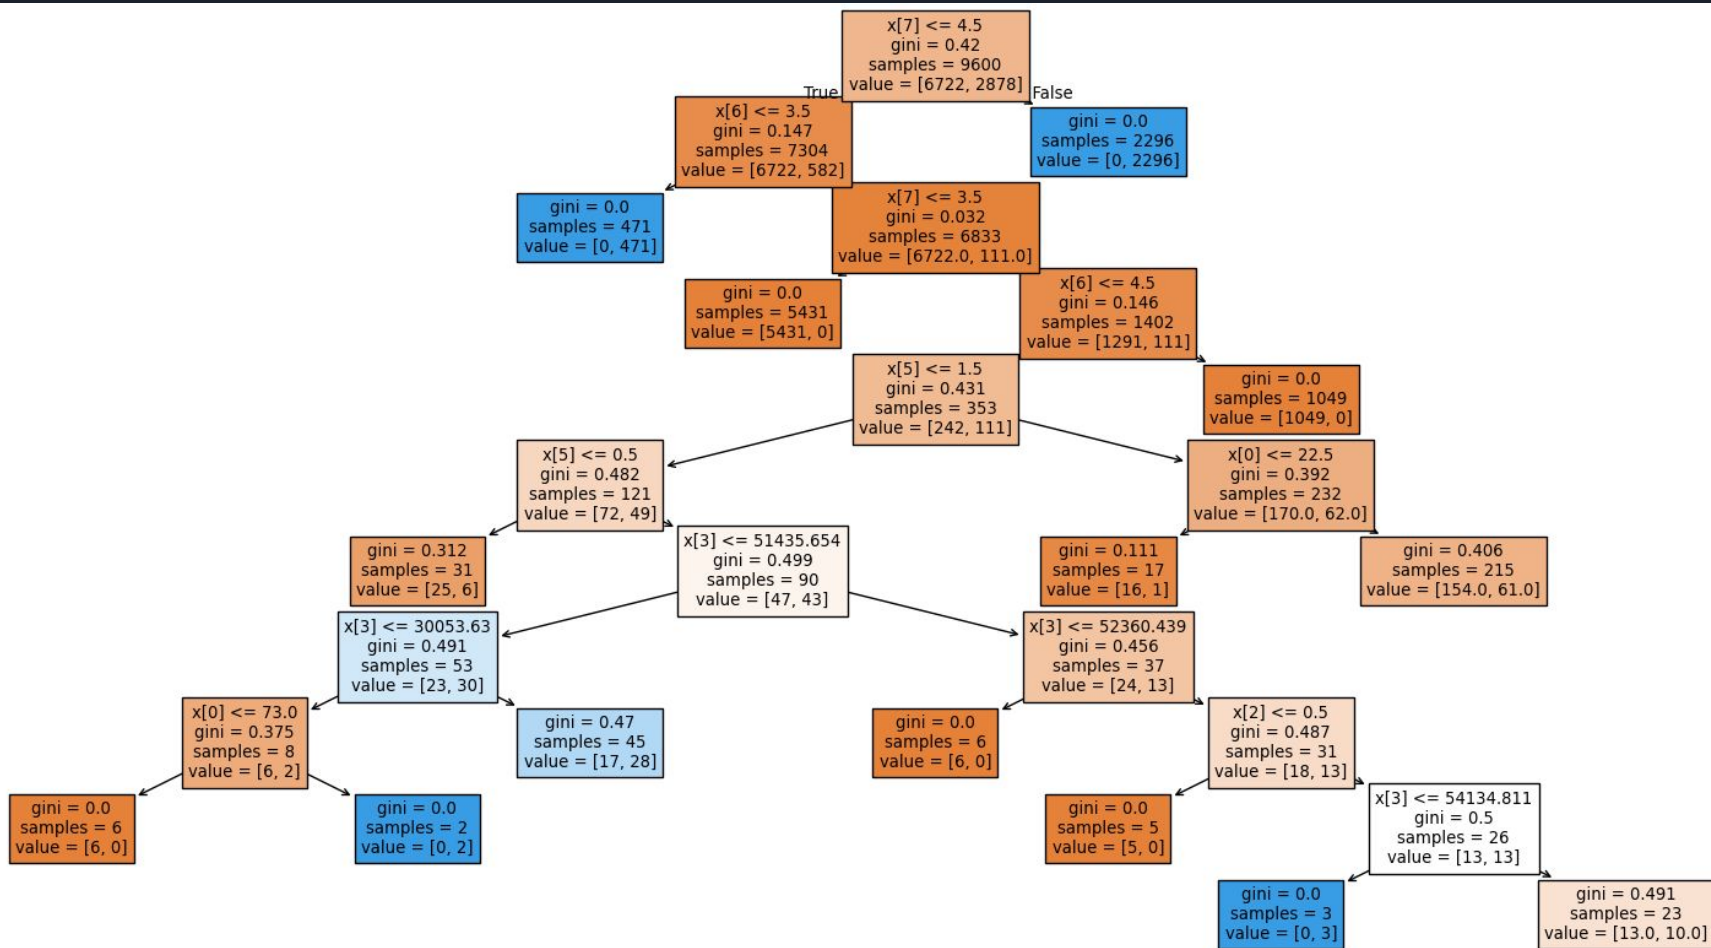 x[7] <= 4.5
gini = 0.42
samples = 9600
value = [6722, 2878]
True
False
x[6] <= 3.5
gini = 0.147
samples = 7304
value = [6722, 582]
gini = 0.0
samples = 2296
value = [0, 2296]
gini = 0.0
samples = 471
value = [0, 471]
x[7] <= 3.5
gini = 0.032
samples = 6833
value = [6722.0, 111.0]
gini = 0.0
samples = 5431
value = [5431, 0]
x[6] <= 4.5
gini = 0.146
samples = 1402
value = [1291, 111]
x[5] <= 1.5
gini = 0.431
samples = 353
value = [242, 111]
gini = 0.0
samples = 1049
value = [1049, 0]
x[5] <= 0.5
gini = 0.482
samples = 121
value = [72, 49]
x[0] <= 22.5
gini = 0.392
samples = 232
value = [170.0, 62.0]
gini = 0.312
samples = 31
value = [25, 6]
x[3] <= 51435.654
gini = 0.499
samples = 90
value = [47, 43]
gini = 0.111
samples = 17
value = [16, 1]
gini = 0.406
samples = 215
value = [154.0, 61.0]
x[3] <= 30053.63
gini = 0.491
samples = 53
value = [23, 30]
x[3] <= 52360.439
gini = 0.456
samples = 37
value = [24, 13]
x[0] <= 73.0
gini = 0.375
samples = 8
value = [6, 2]
gini = 0.47
samples = 45
value = [17, 28]
gini = 0.0
samples = 6
value = [6, 0]
x[2] <= 0.5
gini = 0.487
samples = 31
value = [18, 13]
gini = 0.0
samples = 6
value = [6, 0]
gini = 0.0
samples = 2
value = [0, 2]
gini = 0.0
samples = 5
value = [5, 0]
x[3] <= 54134.811
gini = 0.5
samples = 26
value = [13, 13]
gini = 0.0
samples = 3
value = [0, 3]
gini = 0.491
samples = 23
value = [13.0, 10.0]